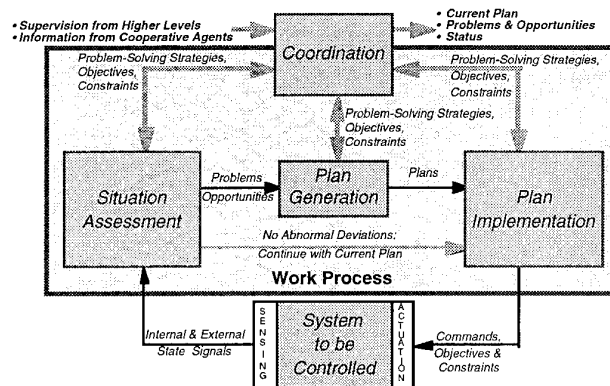 • Supervision from Higher Levels
• Information from Cooperative Agents
Coordination
• Current Plan
• Problems & Opportunities
• Status
Problem-Solving Strategies,
Objectives,
Constraints
Problem-Solving Strategies,
Objectives,
Constraints
Problem-Solving Strategies,
Objectives,
Constraints
Situation
Assessment
Problems
Opportunities
Plan
Generation
Plans
Plan
Implementation
No Abnormal Deviations:
Continue with Current Plan
Work Process
Internal & External
State Signals
SENSING
System
to be
Controlled
ACTUATION
Commands,
Objectives &
Constraints